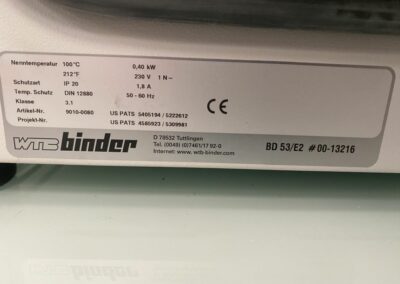 Nenntemperatur 100°C 0,40 kW
212°F 230 V 1 N~
Schutzart IP 20 1,8 A
Temp. Schutz DIN 12880 50 - 60 Hz
Klasse 3.1
Artikel-Nr. 9010-0080 US PATS 5405194 / 5222612
Projekt-Nr. US PATS 4585923 / 5309981
CE
WTB binder
D 78532 Tuttlingen
Tel. (0049) (0)7461/17 92-0
Internet: www.wtb-binder.com
BD 53/E2 # 00-13216